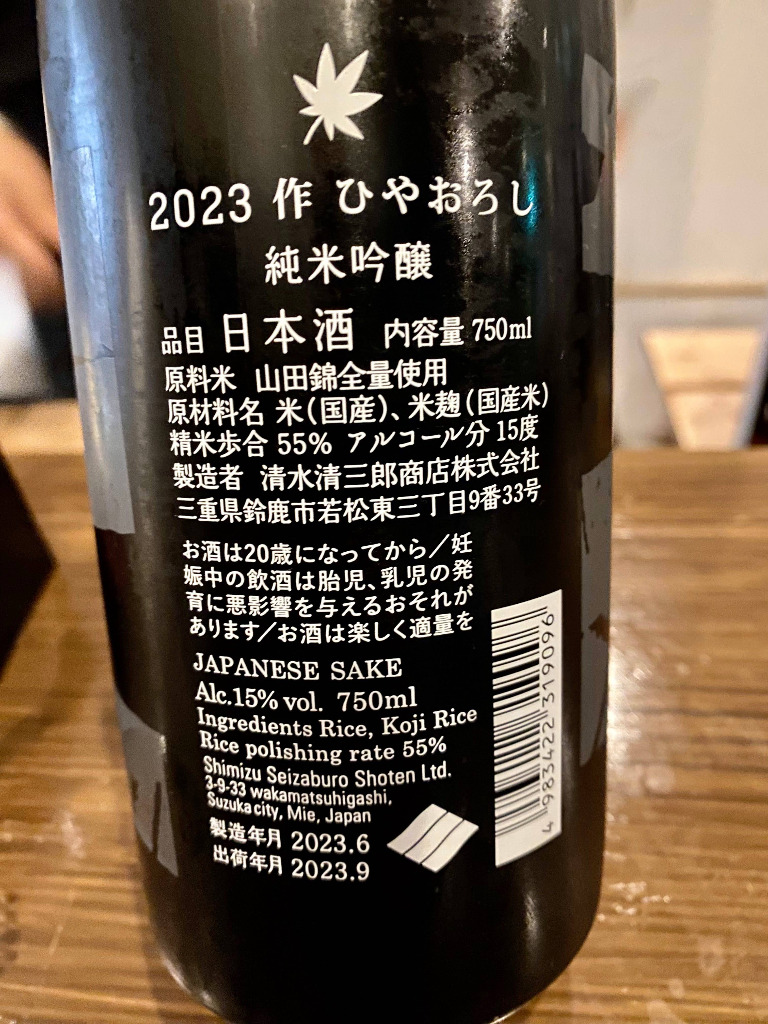 2023 作 ひやおろし
純米吟醸
品目 日本酒 内容量 750ml
原料米 山田錦全量使用
原材料名 米(国産)、米麹(国産米)
精米歩合 55% アルコール分 15度
製造者 清水清三郎商店株式会社
三重県鈴鹿市若松東三丁目9番33号
お酒は20歳になってから/妊
娠中の飲酒は胎児、乳児の発
育に悪影響を与えるおそれが
あります/お酒は楽しく適量を
JAPANESE SAKE
Alc.15% vol. 750ml
Ingredients Rice, Koji Rice
Rice polishing rate 55%
Shimizu Seizaburo Shoten Ltd.
3-9-33 wakamatsuhigashi,
Suzuka city, Mie, Japan
製造年月 2023.6
出荷年月 2023.9
4 983422 319096